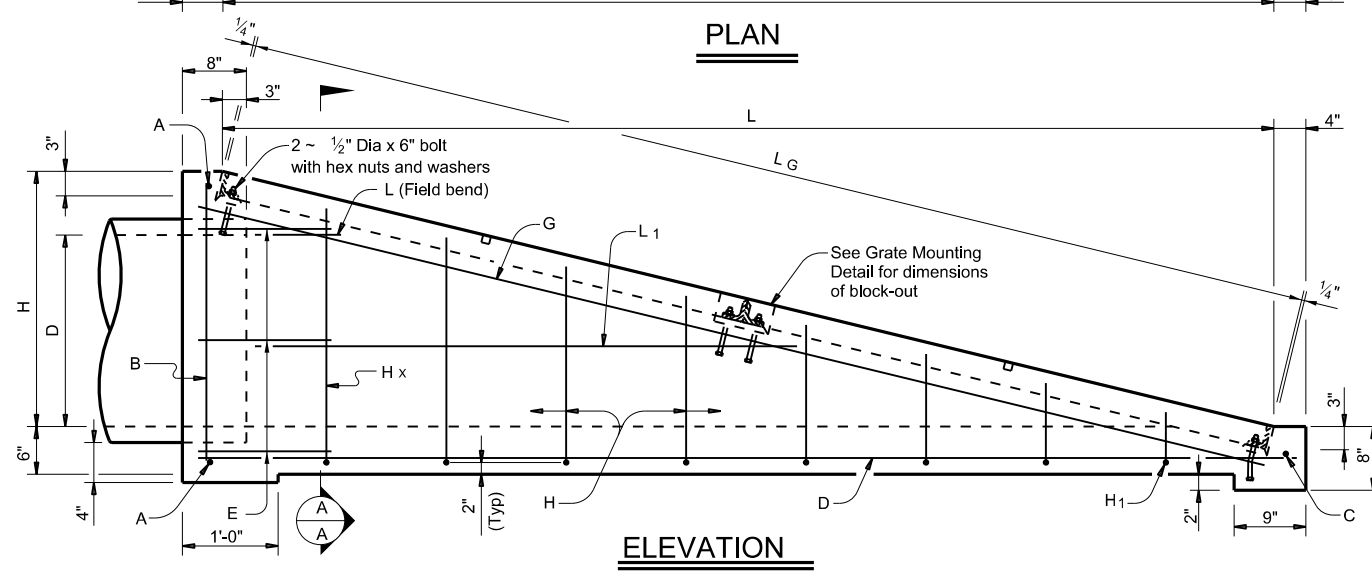 PLAN
1/4"
8"
3"
L
4"
A
3"
2 ~ 1/2" Dia x 6" bolt
with hex nuts and washers
L G
L (Field bend)
G
L 1
See Grate Mounting
Detail for dimensions
of block-out
1/4"
H
D
B
H x
3"
6"
8"
4"
A
E
A
A
2"
(Typ)
H
D
H1
2"
C
1'-0"
9"
ELEVATION